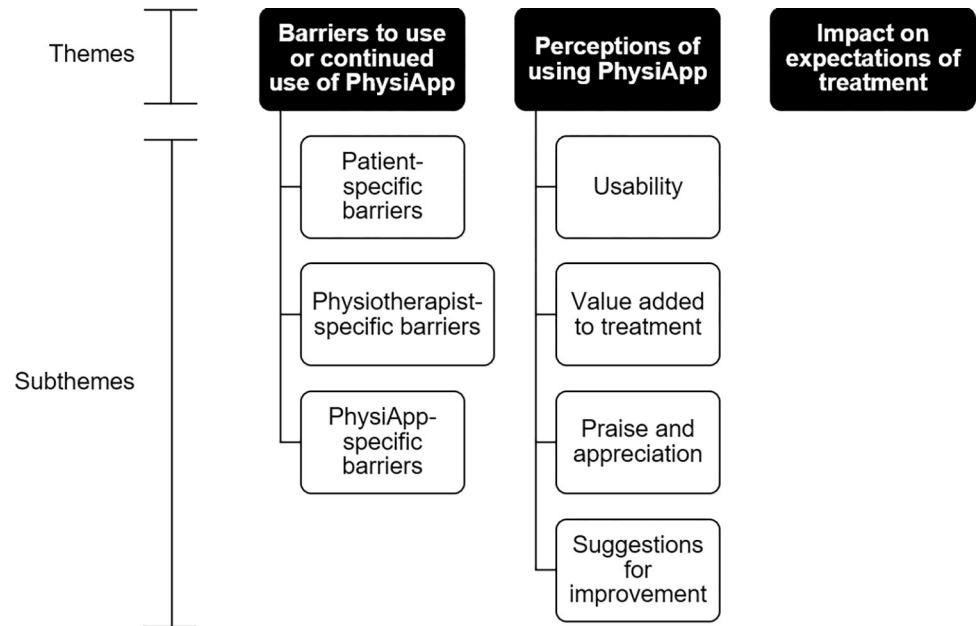 Themes
Barriers to use
or continued
use of PhysiApp
Perceptions of
using PhysiApp
Impact on
expectations of
treatment
Subthemes
Patient-
specific
barriers
Physiotherapist-
specific barriers
PhysiApp-
specific
barriers
Usability
Value added
to treatment
Praise and
appreciation
Suggestions
for
improvement